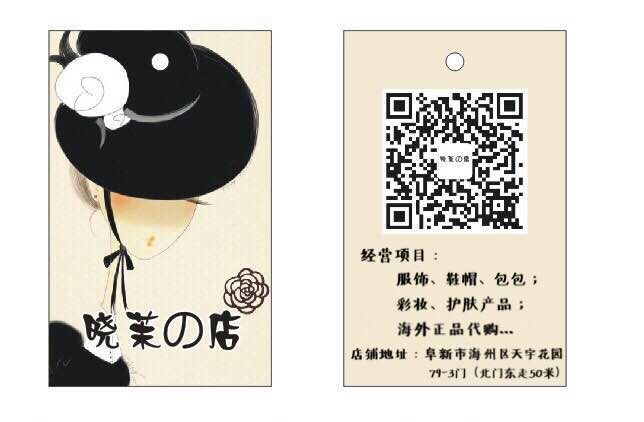 晓茉の店
晓茉の店
经营项目：
服饰、鞋帽、包包；
彩妆、护肤产品；
海外正品代购...
店铺地址：阜新市海州区天宇花园
79-3门（北门东走50米）